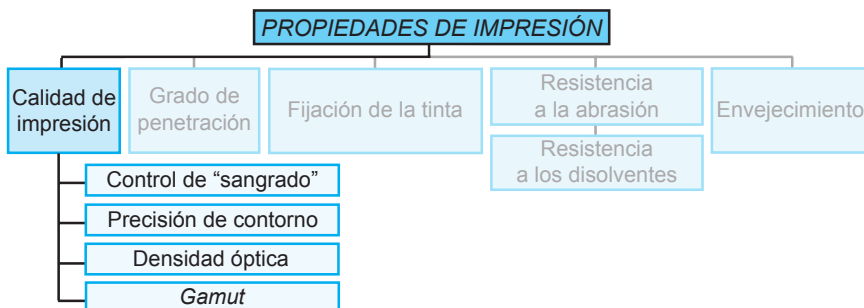 PROPIEDADES DE IMPRESIÓN
Calidad de
impresión
Grado de
penetración
Fijación de la tinta
Resistencia
a la abrasión
Envejecimiento
Resistencia
a los disolventes
Control de “sangrado”
Precisión de contorno
Densidad óptica
Gamut